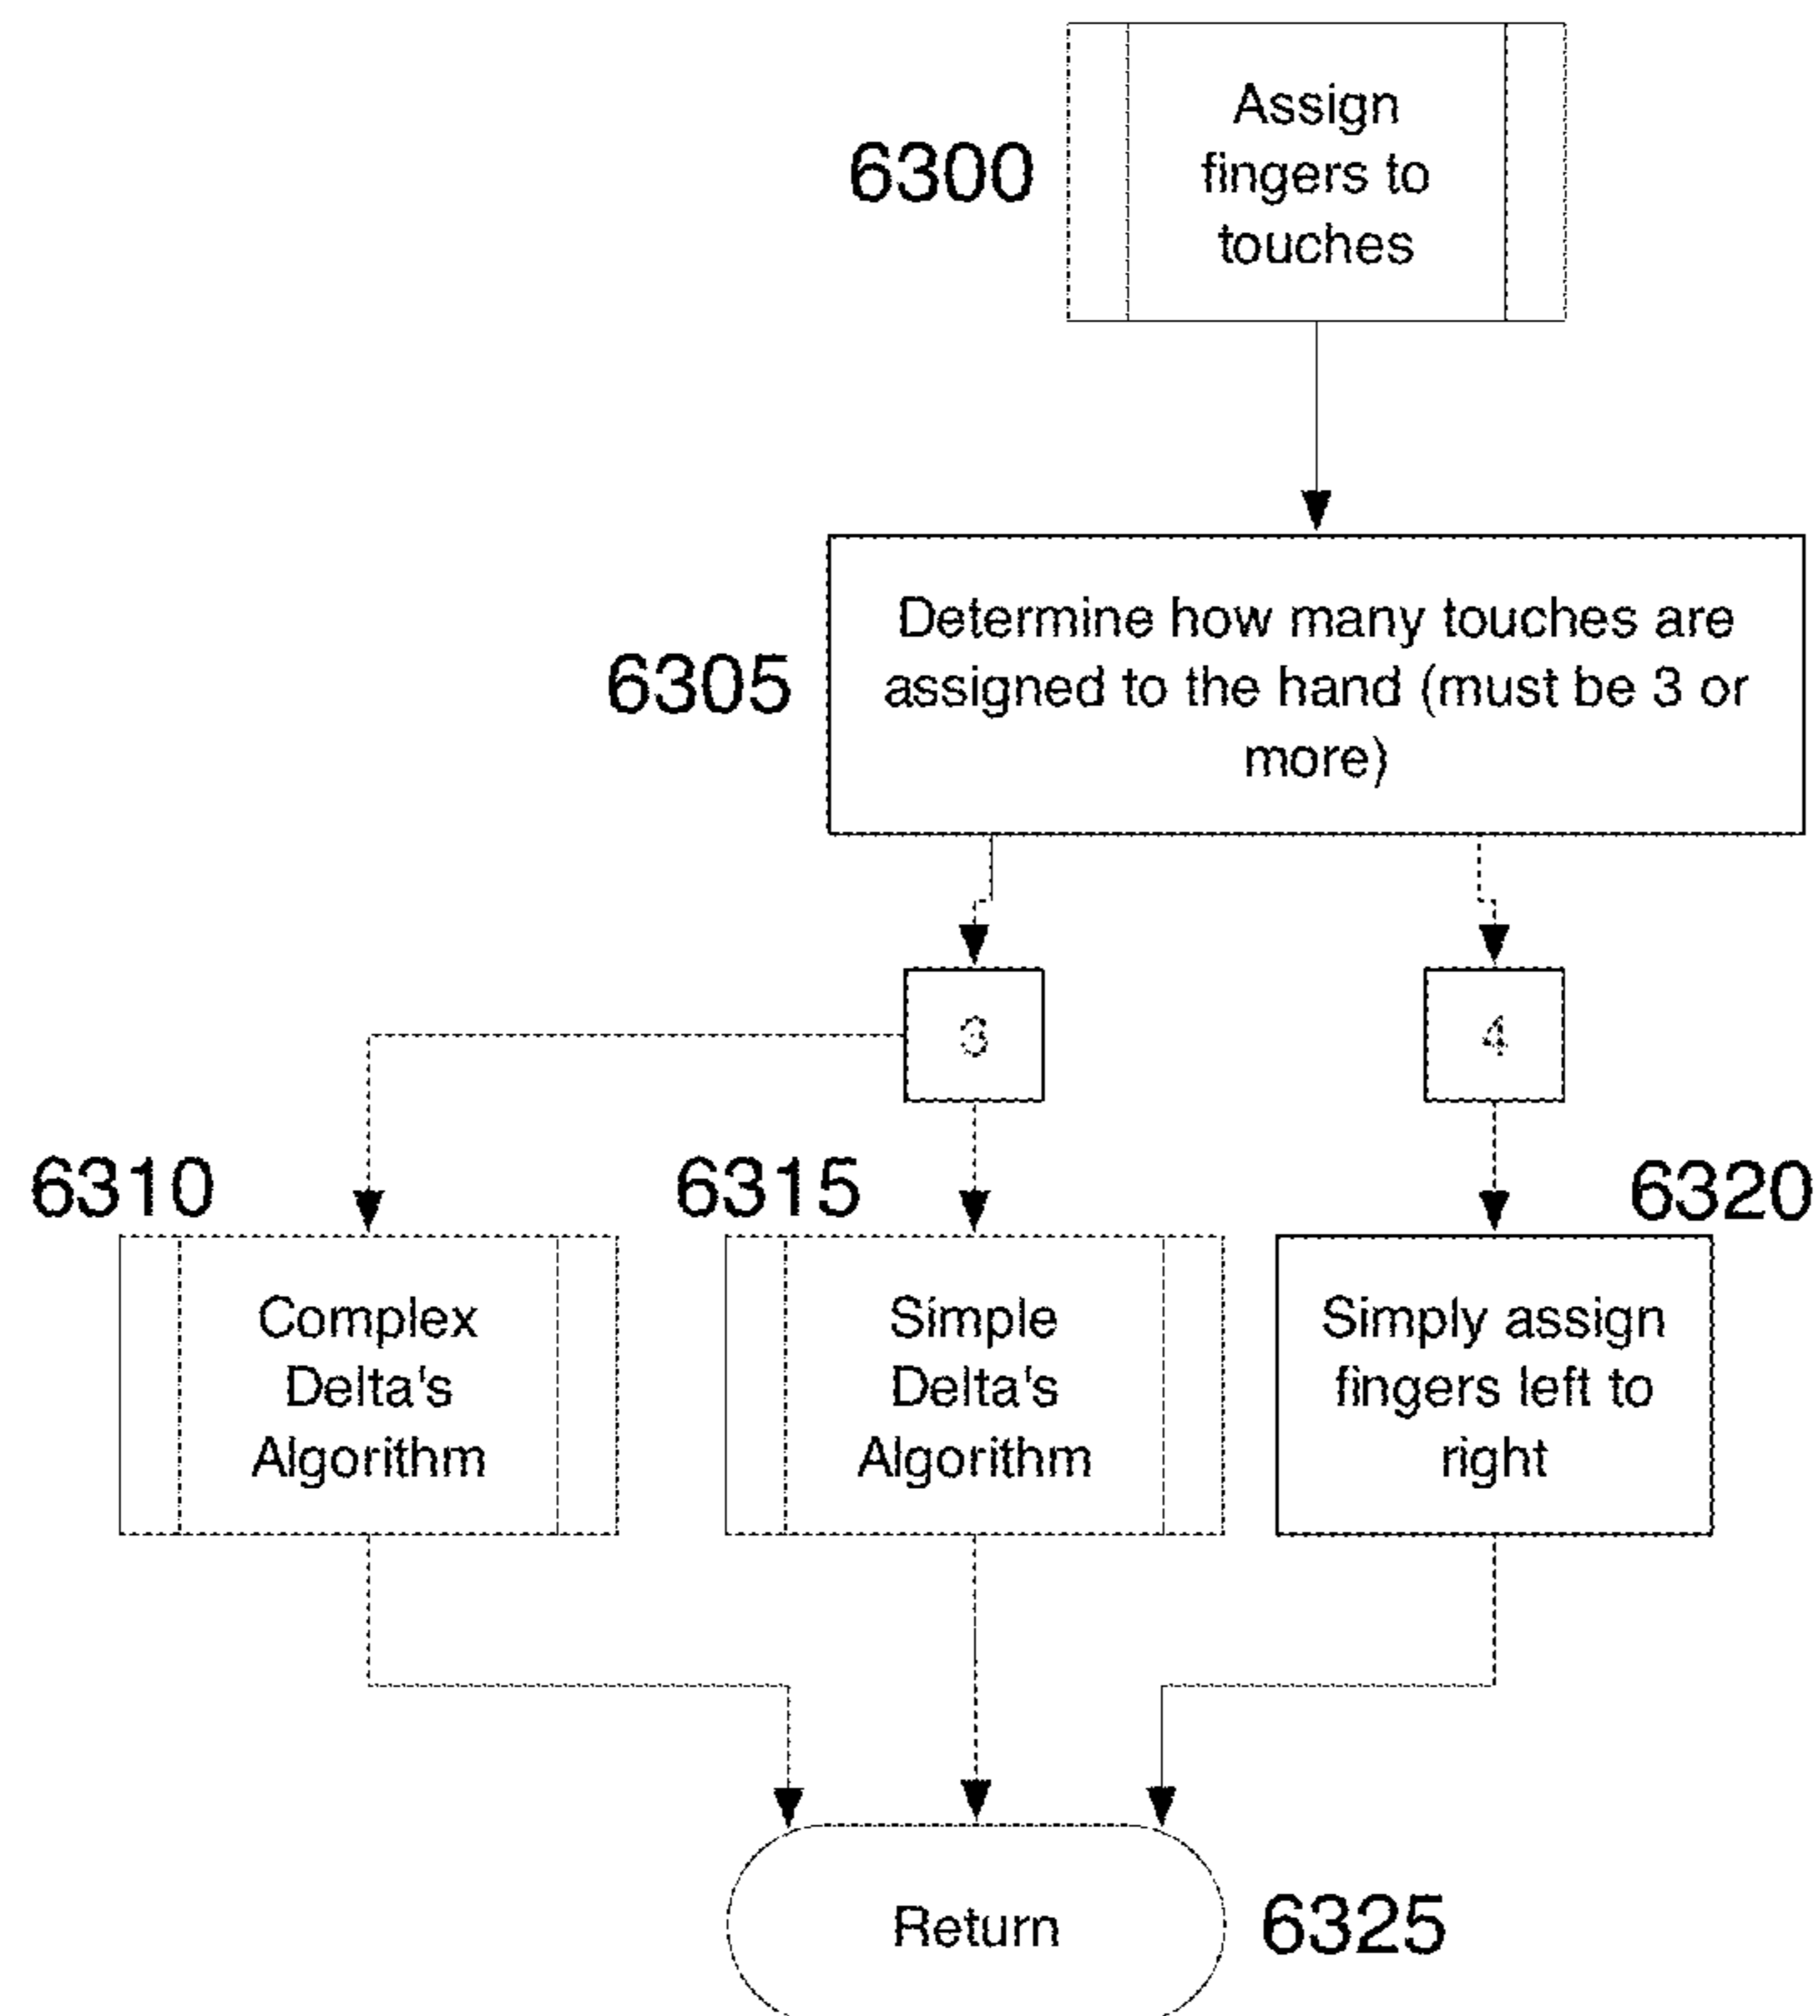 6300
Assign
fingers to
touches
6305
Determine how many touches are
assigned to the hand (must be 3 or
more)
3
4
6310
6315
6320
Complex
Delta's
Algorithm
Simple
Delta's
Algorithm
Simply assign
fingers left to
right
Return
6325